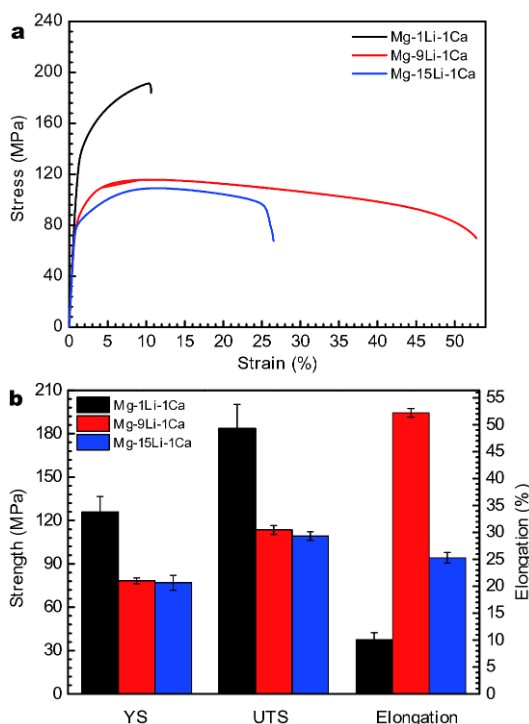 a
Mg-1Li-1Ca
Mg-9Li-1Ca
Mg-15Li-1Ca
Stress (MPa)
240
200
160
120
80
40
0
0 5 10 15 20 25 30 35 40 45 50
Strain (%)
b
Mg-1Li-1Ca
Mg-9Li-1Ca
Mg-15Li-1Ca
Strength (MPa)
210
180
150
120
90
60
30
0
55
50
45
40
35
30
25
20
15
10
5
0
Elongation (%)
YS UTS Elongation